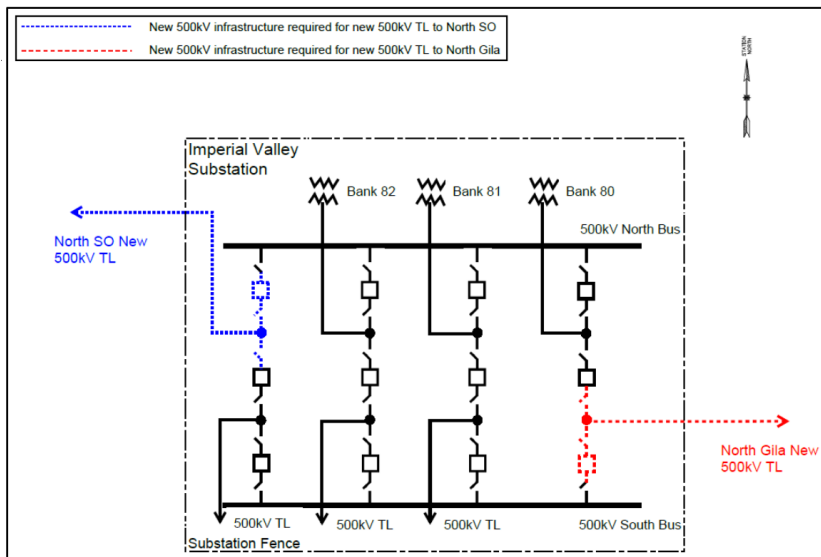 New 500kV infrastructure required for new 500kV TL to North SO
New 500kV infrastructure required for new 500kV TL to North Gila
STATEN
NORTH
Imperial Valley
Substation
Bank 82
Bank 81
Bank 80
500kV North Bus
North SO New
500kV TL
North Gila New
500kV TL
500kV TL
500kV TL
500kV TL
500kV South Bus
Substation Fence